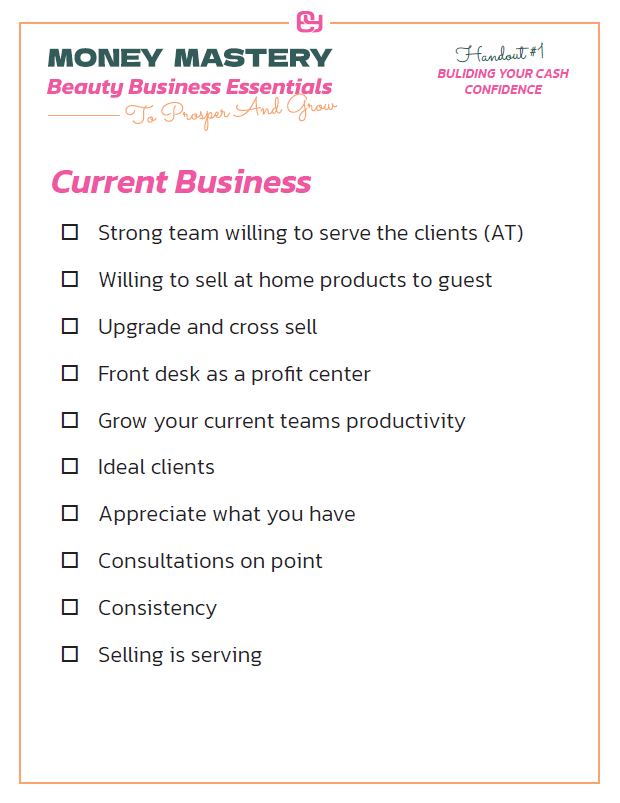 MONEY MASTERY
Beauty Business Essentials
To Prosper And Grow
Handout #1
BULIDING YOUR CASH
CONFIDENCE
Current Business
Strong team willing to serve the clients (AT)
Willing to sell at home products to guest
Upgrade and cross sell
Front desk as a profit center
Grow your current teams productivity
Ideal clients
Appreciate what you have
Consultations on point
Consistency
Selling is serving